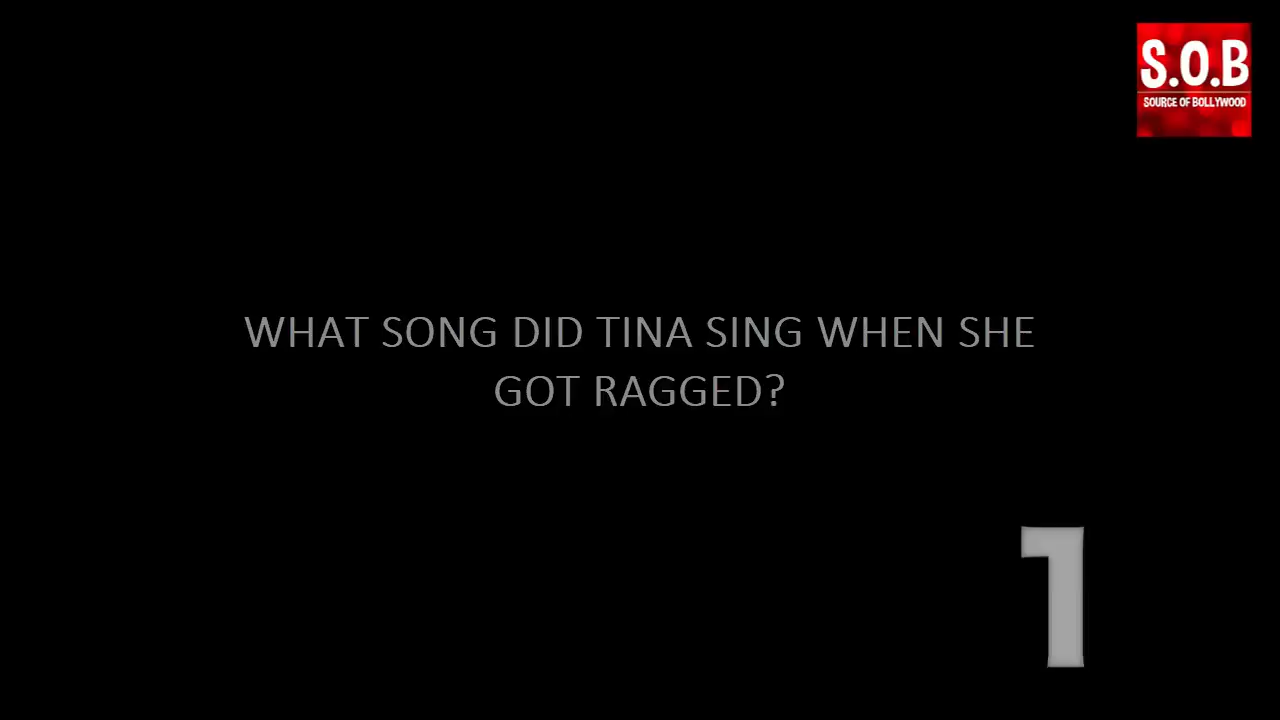 S.O.B
SOURCE OF BOLLYWOOD
WHAT SONG DID TINA SING WHEN SHE
GOT RAGGED?
1